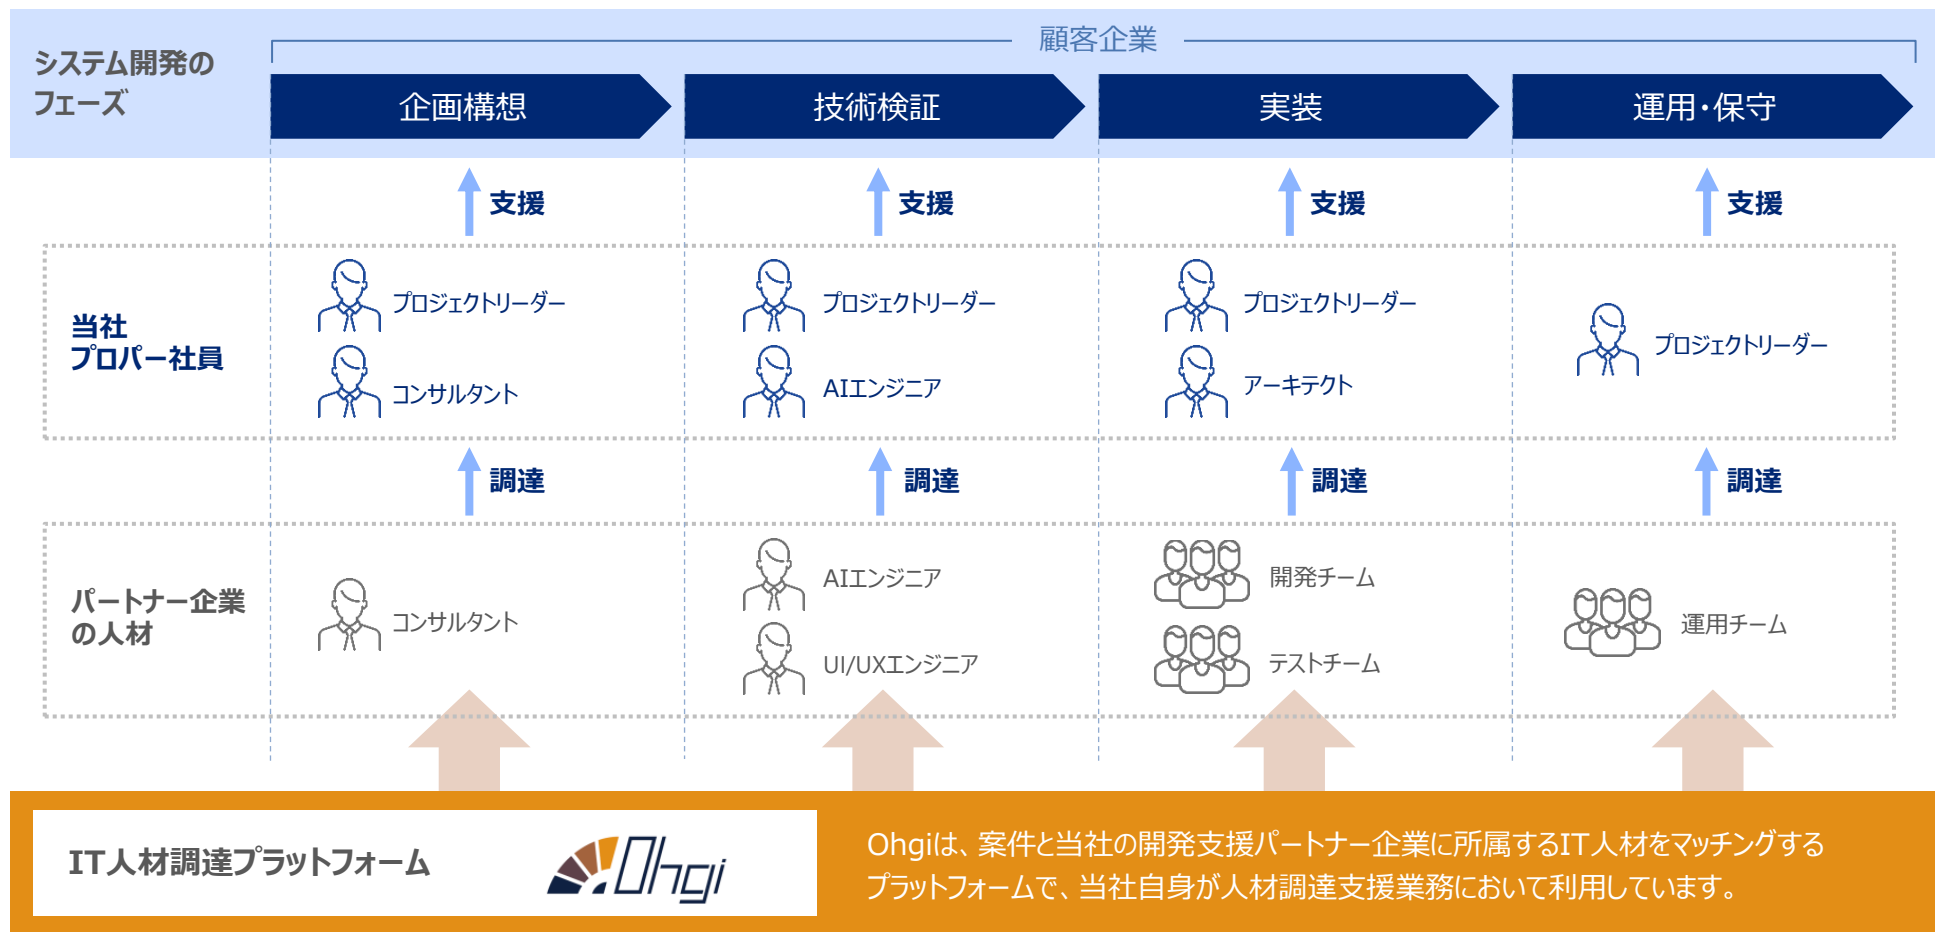 システム開発の
フェーズ
顧客企業
企画構想
技術検証
実装
運用・保守
支援
支援
支援
支援
当社
プロパー社員
プロジェクトリーダー
コンサルタント
プロジェクトリーダー
AIエンジニア
プロジェクトリーダー
アーキテクト
プロジェクトリーダー
調達
調達
調達
調達
パートナー企業
の人材
コンサルタント
AIエンジニア
UI/UXエンジニア
開発チーム
テストチーム
運用チーム
IT人材調達プラットフォーム
Ohgi
Ohgiは、案件と当社の開発支援パートナー企業に所属するIT人材をマッチングする
プラットフォームで、当社自身が人材調達支援業務において利用しています。